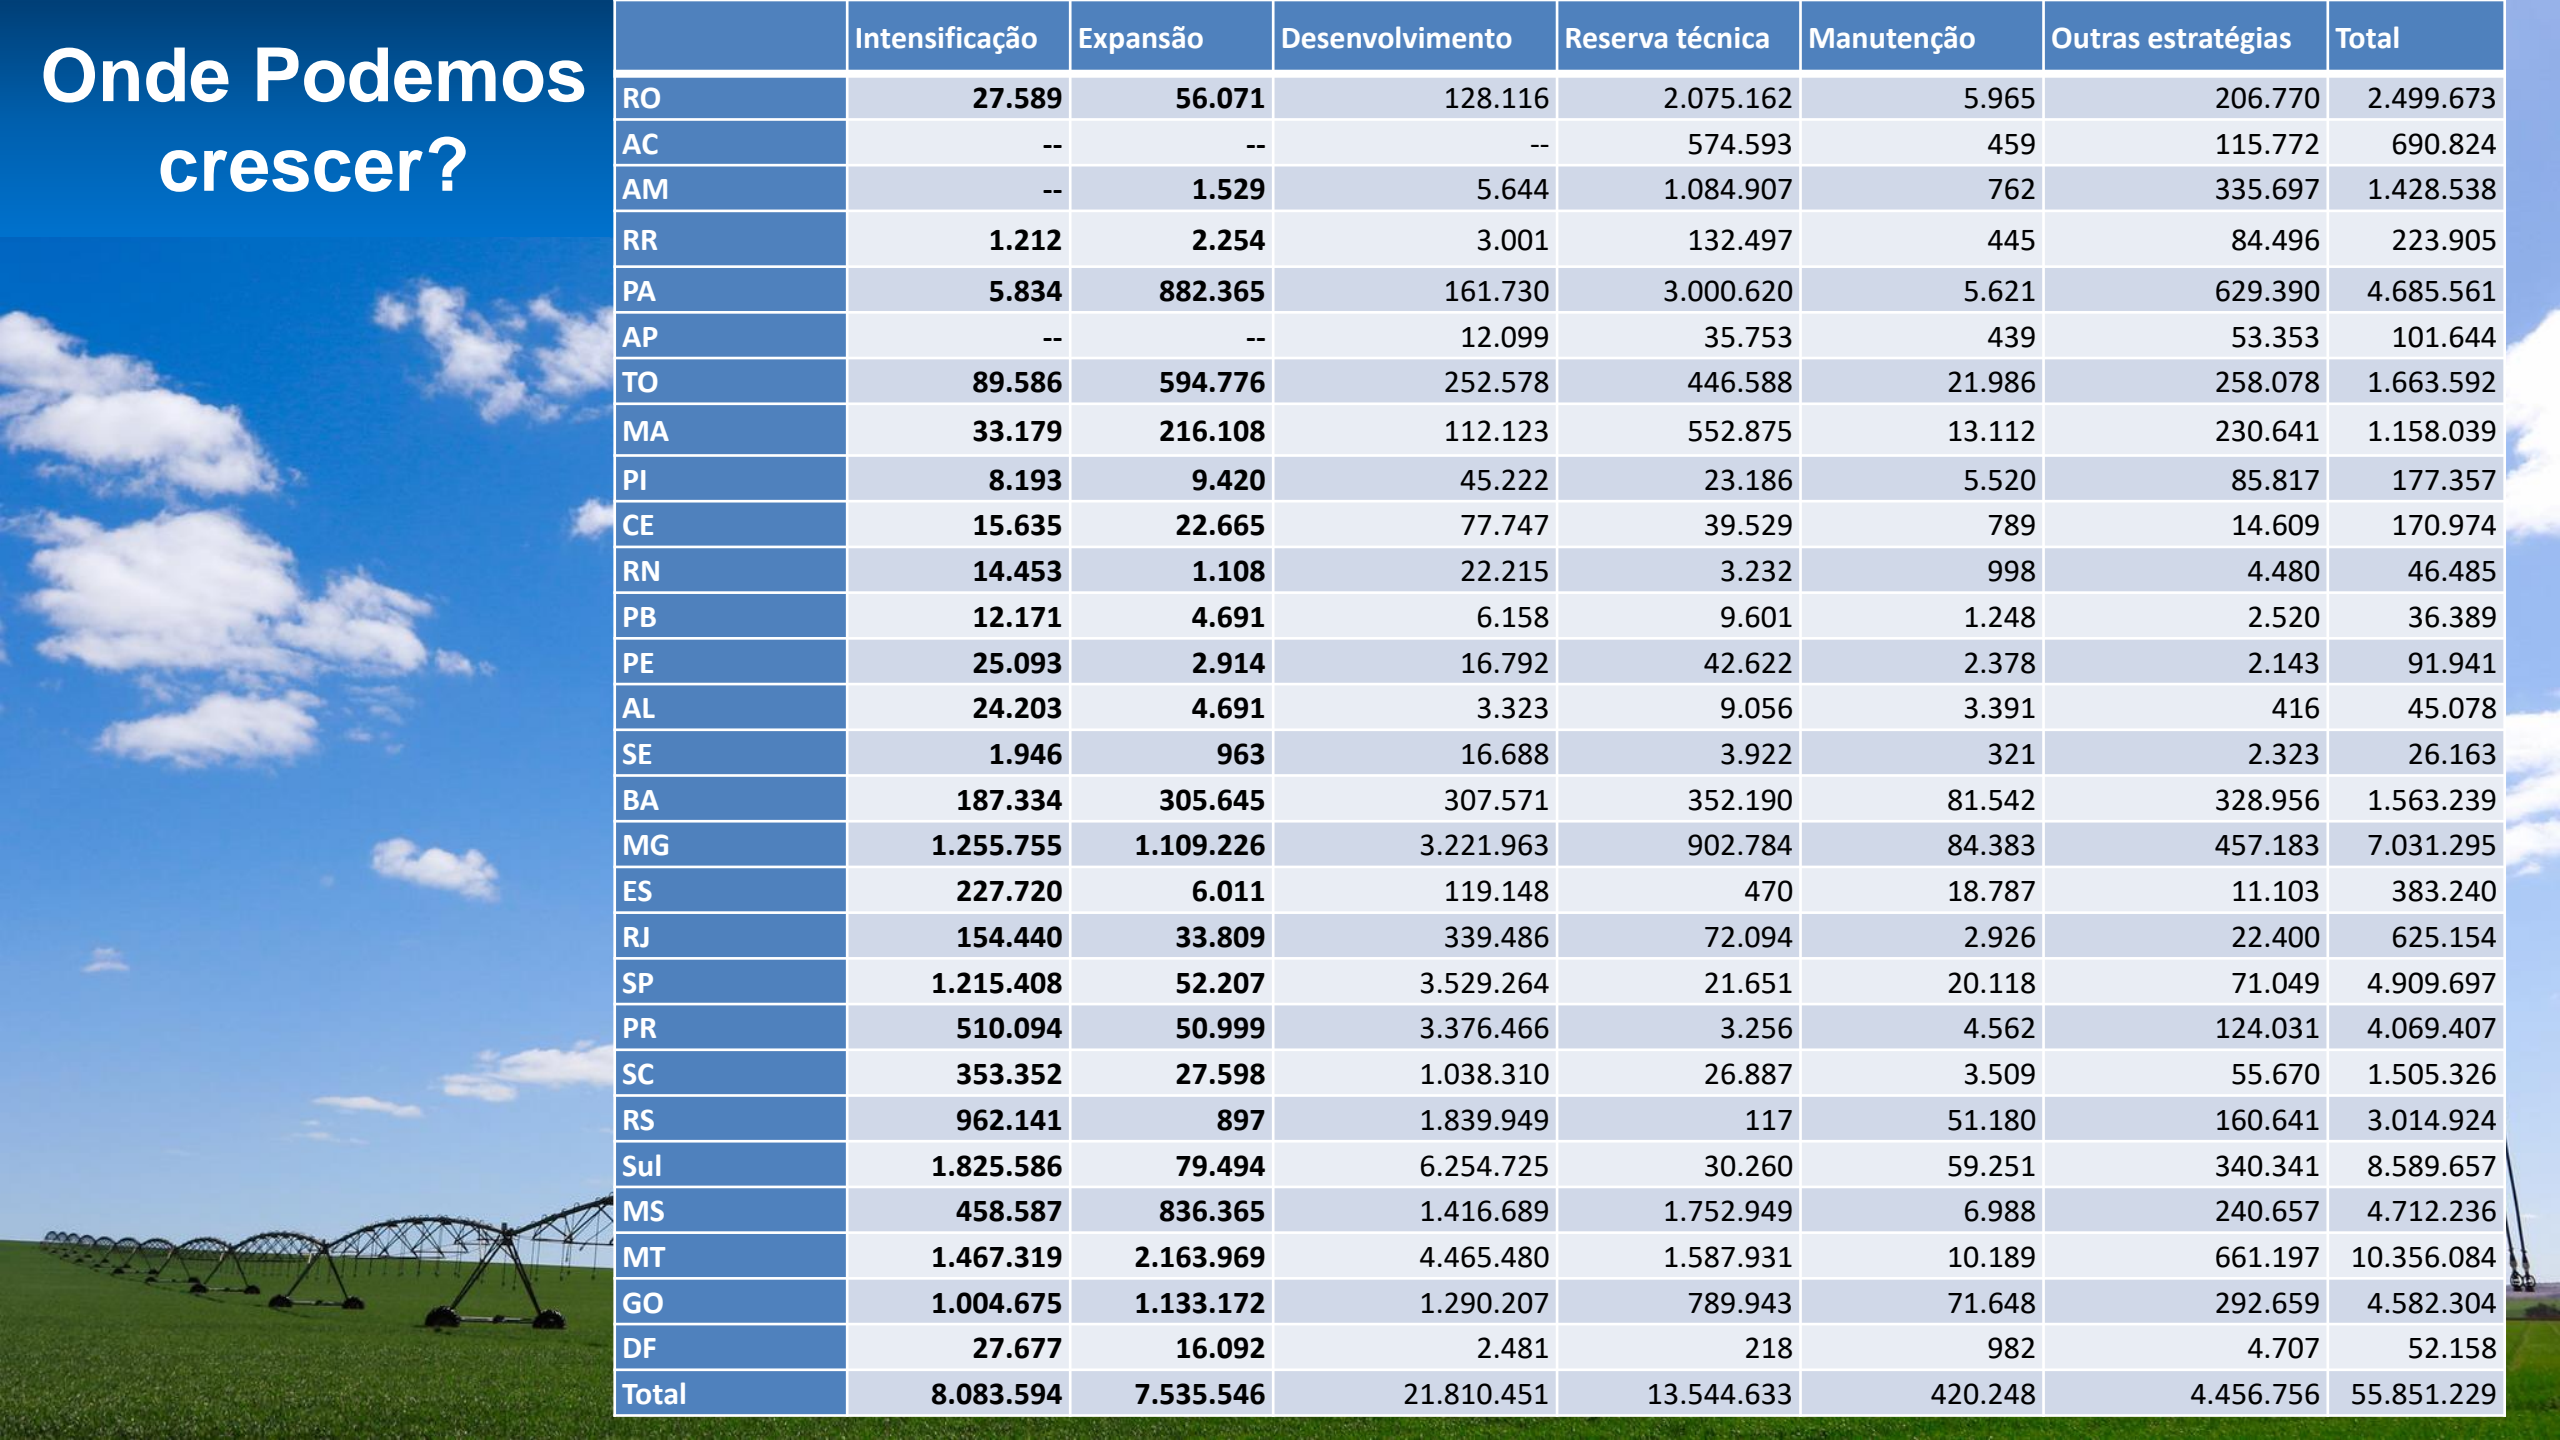 Onde Podemos
crescer?
Intensificação Expansão Desenvolvimento Reserva técnica Manutenção Outras estratégias Total
RO 27.589 56.071 128.116 2.075.162 5.965 206.770 2.499.673
AC -- -- -- 574.593 459 115.772 690.824
AM -- 1.529 5.644 1.084.907 762 335.697 1.428.538
RR 1.212 2.254 3.001 132.497 445 84.496 223.905
PA 5.834 882.365 161.730 3.000.620 5.621 629.390 4.685.561
AP -- -- 12.099 35.753 439 53.353 101.644
TO 89.586 594.776 252.578 446.588 21.986 258.078 1.663.592
MA 33.179 216.108 112.123 552.875 13.112 230.641 1.158.039
PI 8.193 9.420 45.222 23.186 5.520 85.817 177.357
CE 15.635 22.665 77.747 39.529 789 14.609 170.974
RN 14.453 1.108 22.215 3.232 998 4.480 46.485
PB 12.171 4.691 6.158 9.601 1.248 2.520 36.389
PE 25.093 2.914 16.792 42.622 2.378 2.143 91.941
AL 24.203 4.691 3.323 9.056 3.391 416 45.078
SE 1.946 963 16.688 3.922 321 2.323 26.163
BA 187.334 305.645 307.571 352.190 81.542 328.956 1.563.239
MG 1.255.755 1.109.226 3.221.963 902.784 84.383 457.183 7.031.295
ES 227.720 6.011 119.148 470 18.787 11.103 383.240
RJ 154.440 33.809 339.486 72.094 2.926 22.400 625.154
SP 1.215.408 52.207 3.529.264 21.651 20.118 71.049 4.909.697
PR 510.094 50.999 3.376.466 3.256 4.562 124.031 4.069.407
SC 353.352 27.598 1.038.310 26.887 3.509 55.670 1.505.326
RS 962.141 897 1.839.949 117 51.180 160.641 3.014.924
Sul 1.825.586 79.494 6.254.725 30.260 59.251 340.341 8.589.657
MS 458.587 836.365 1.416.689 1.752.949 6.988 240.657 4.712.236
MT 1.467.319 2.163.969 4.465.480 1.587.931 10.189 661.197 10.356.084
GO 1.004.675 1.133.172 1.290.207 789.943 71.648 292.659 4.582.304
DF 27.677 16.092 2.481 218 982 4.707 52.158
Total 8.083.594 7.535.546 21.810.451 13.544.633 420.248 4.456.756 55.851.229